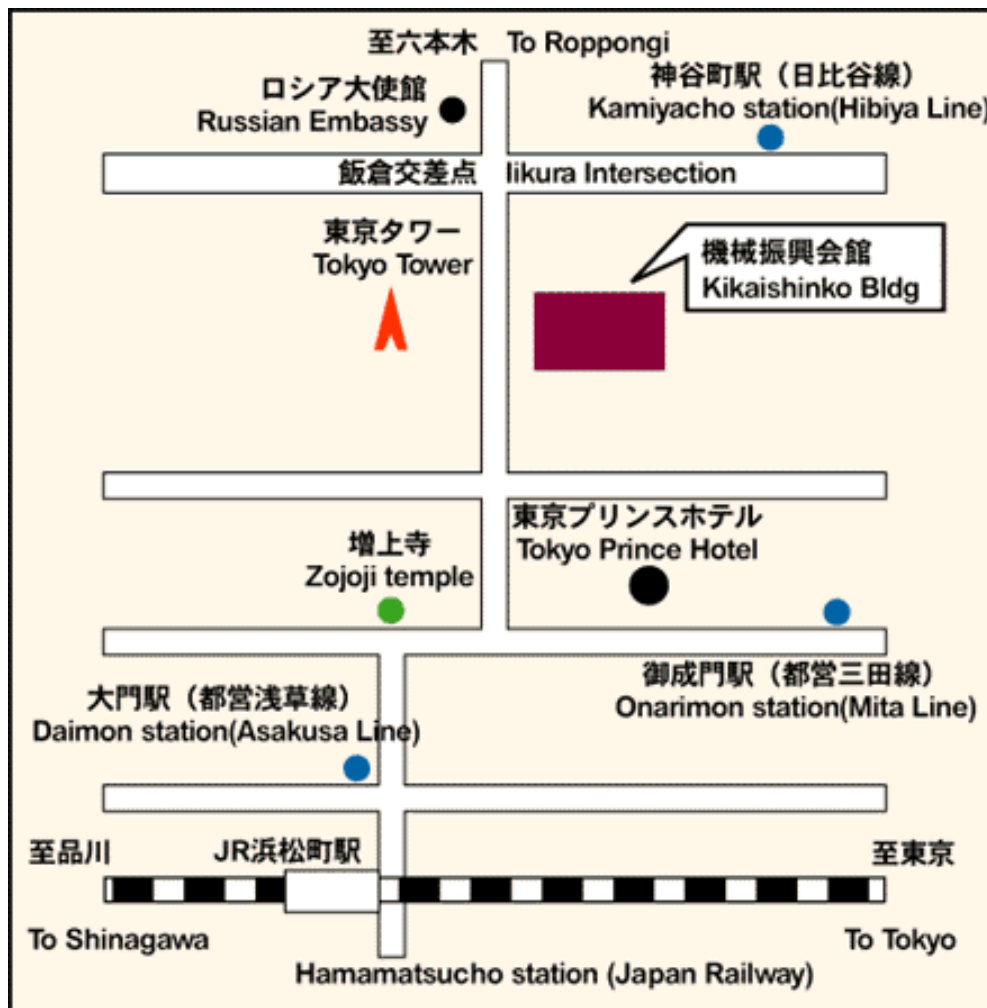 至六本木 To Roppongi
ロシア大使館
Russian Embassy
神谷町駅（日比谷線）
Kamiyacho station(Hibiya Line)
飯倉交差点 Iikura Intersection
東京タワー
Tokyo Tower
機械振興会館
Kikaishinko Bldg
東京プリンスホテル
Tokyo Prince Hotel
増上寺
Zojoji temple
御成門駅（都営三田線）
Onarimon station(Mita Line)
大門駅（都営浅草線）
Daimon station(Asakusa Line)
至品川
JR浜松町駅
至東京
To Shinagawa
To Tokyo
Hamamatsucho station (Japan Railway)